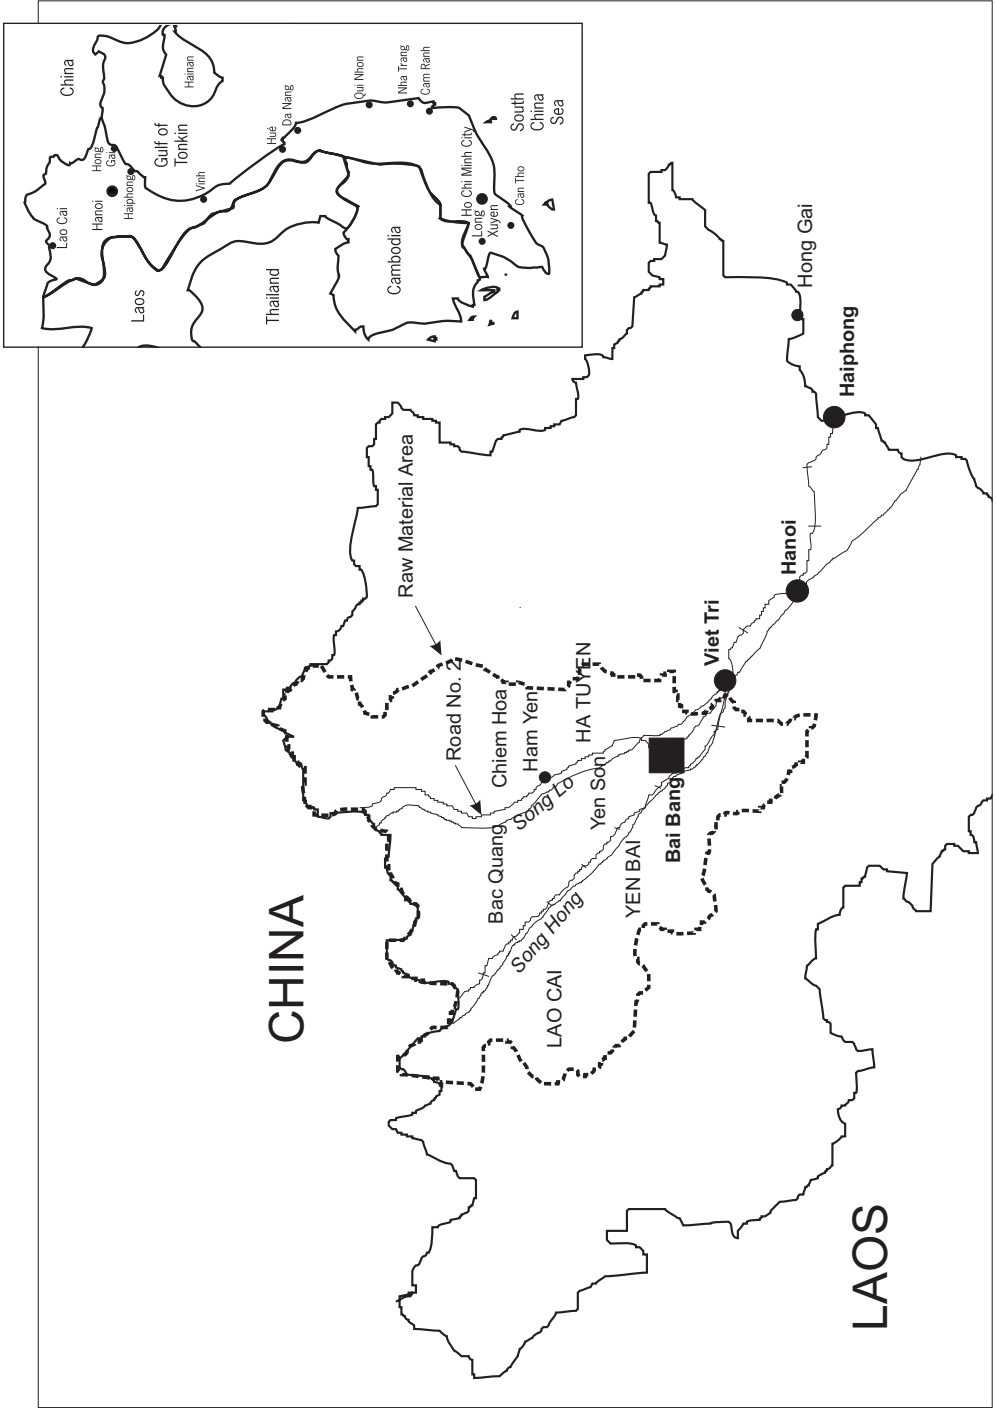 China
Hainan
Lao Cai
Hanoi
Hong
Gai
Haiphong
Gulf of
Tonkin
Vinh
Hué
Da Nang
Qui Nhon
Nha Trang
Cam Ranh
Laos
Thailand
Cambodia
Ho Chi Minh City
Long
Xuyen
Can Tho
South
China
Sea
CHINA
LAOS
Raw Material Area
Road No. 2
Chiem Hoa
Ham Yen
HA TUYEN
Bac Quang
Song Lo
Yen Son
YEN BAI
Song Hong
LAO CAI
Bai Bang
Viet Tri
Hanoi
Haiphong
Hong Gai